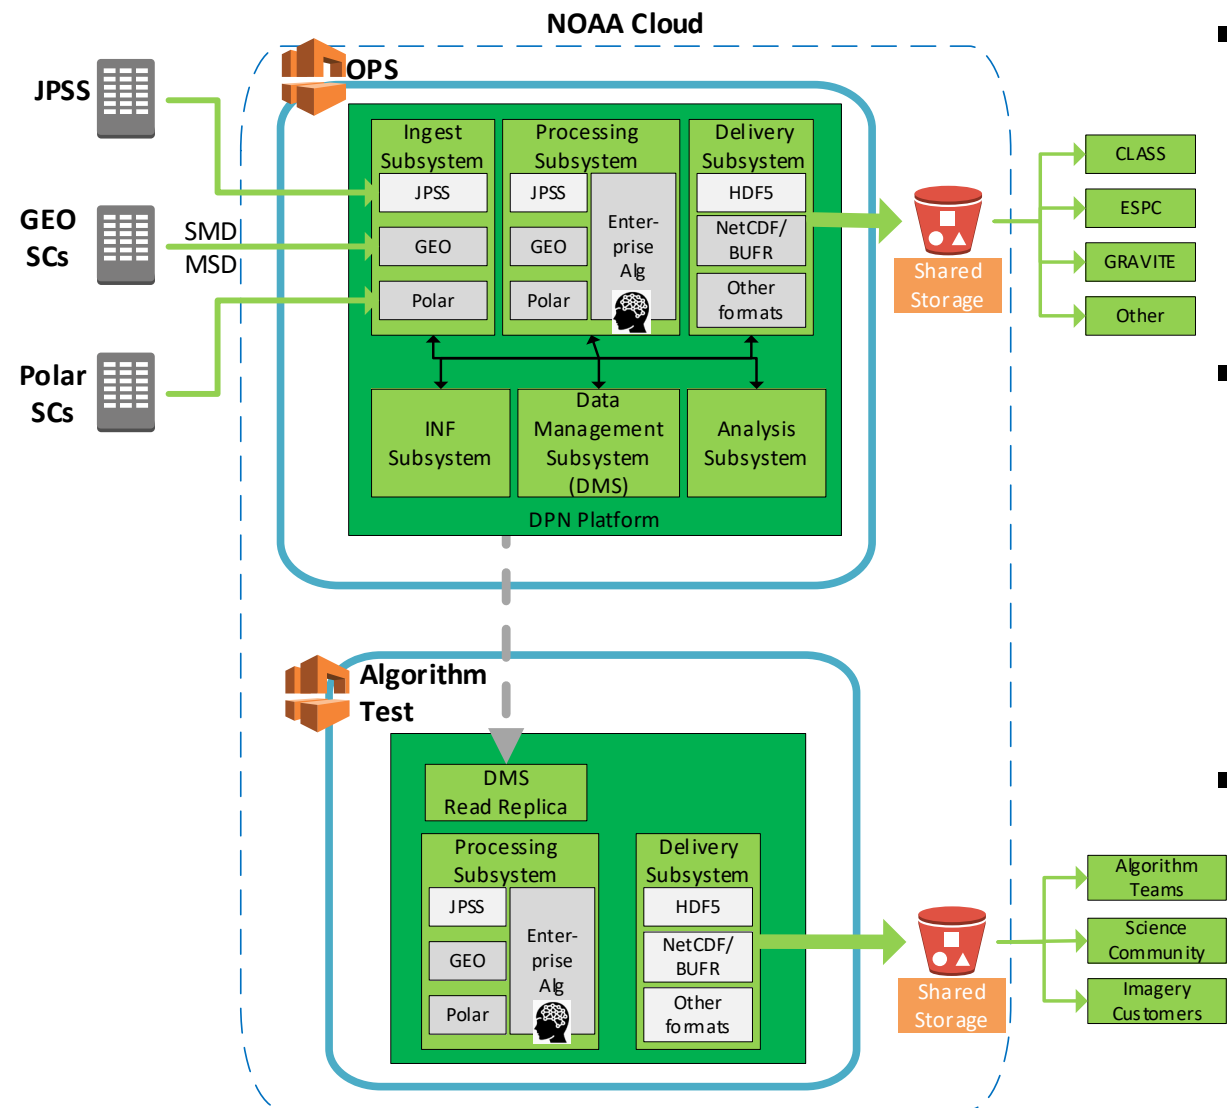 NOAA Cloud
JPSS
GEO
SCs
SMD
MSD
Polar
SCs
OPS
Ingest
Subsystem
JPSS
GEO
Polar
Processing
Subsystem
JPSS
GEO
Polar
Enter-
prise
Alg
Delivery
Subsystem
HDF5
NetCDF/
BUFR
Other
formats
INF
Subsystem
Data
Management
Subsystem
(DMS)
Analysis
Subsystem
DPN Platform
Shared
Storage
CLASS
ESPC
GRAVITE
Other
Algorithm
Test
DMS
Read Replica
Processing
Subsystem
JPSS
GEO
Polar
Enter-
prise
Alg
Delivery
Subsystem
HDF5
NetCDF/
BUFR
Other
formats
Shared
Storage
Algorithm
Teams
Science
Community
Imagery
Customers